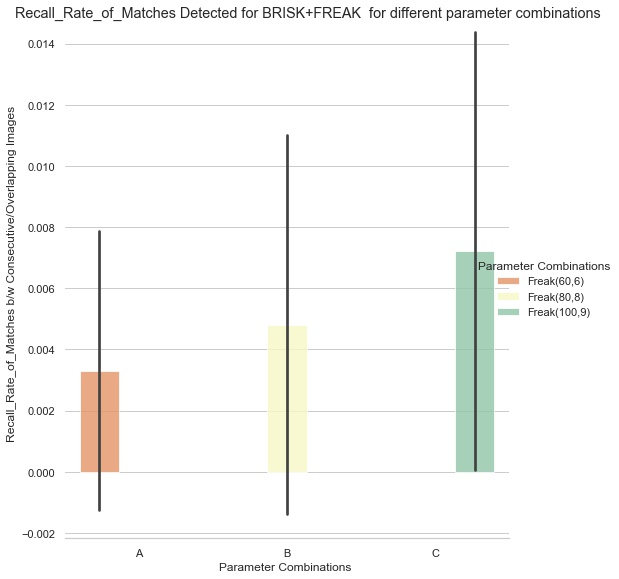 Recall_Rate_of_Matches Detected for BRISK+FREAK  for different parameter combinations
Recall_Rate_of_Matches b/w Consecutive/Overlapping Images
0.014
0.012
0.010
0.008
0.006
0.004
0.002
0.000
−0.002
A B C
Parameter Combinations
Parameter Combinations
Freak(60,6)
Freak(80,8)
Freak(100,9)